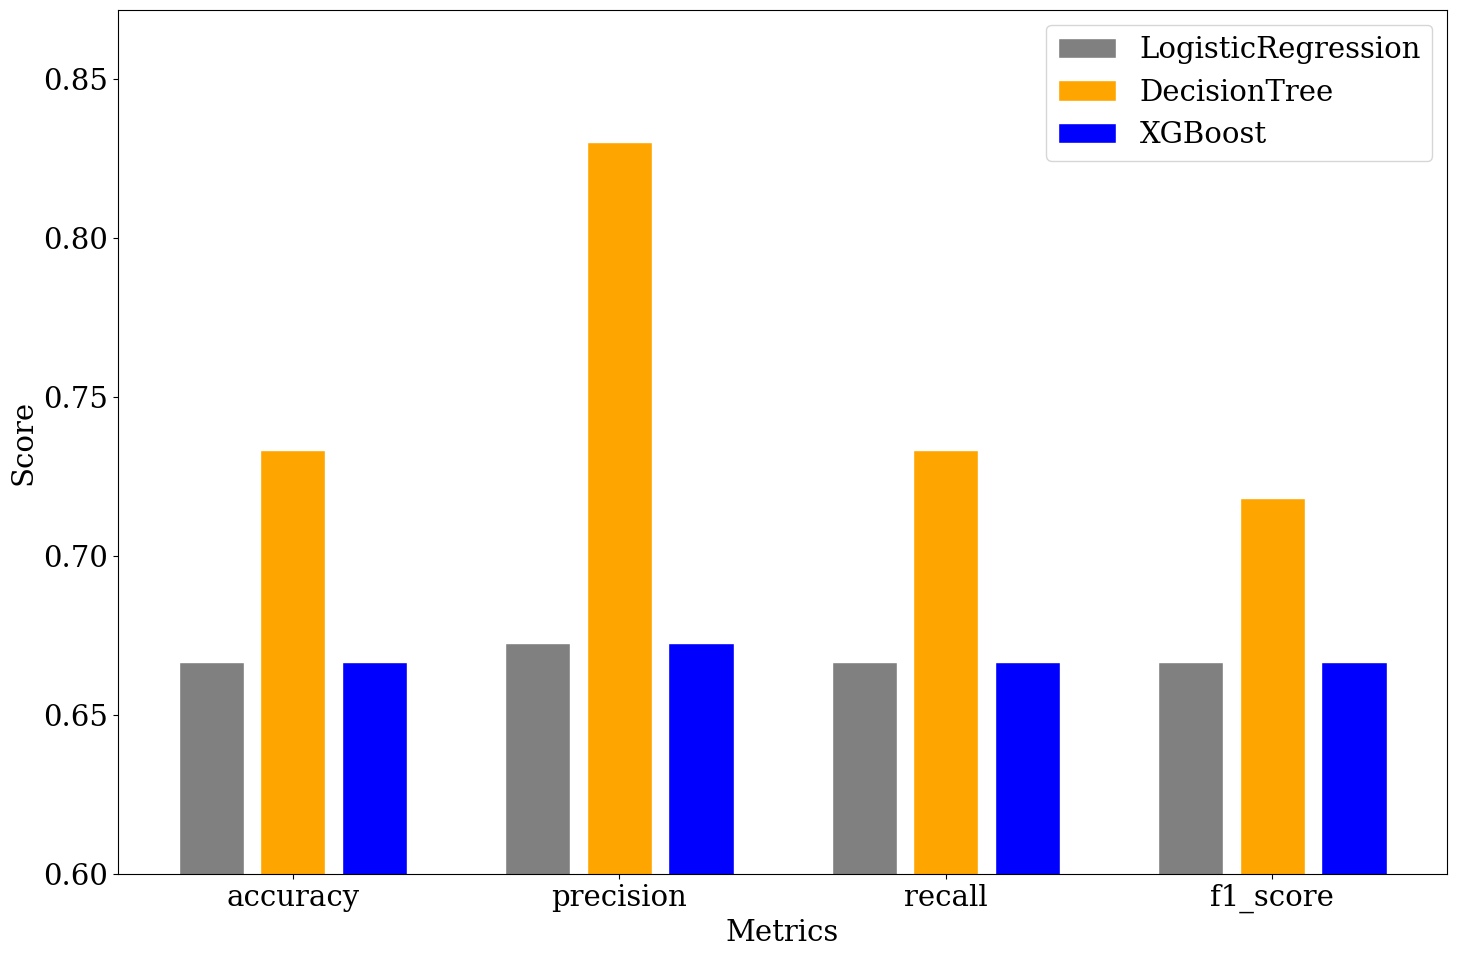 LogisticRegression
DecisionTree
XGBoost
0.85
0.80
0.75
0.70
0.65
0.60
Score
accuracy precision recall f1_score
Metrics